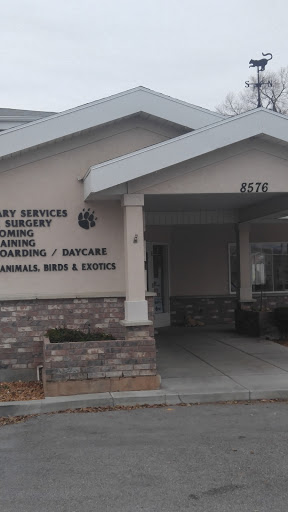 ARY SERVICES
SURGERY
OMING
AINING
OARDING / DAYCARE
ANIMALS, BIRDS & EXOTICS
8576
S N